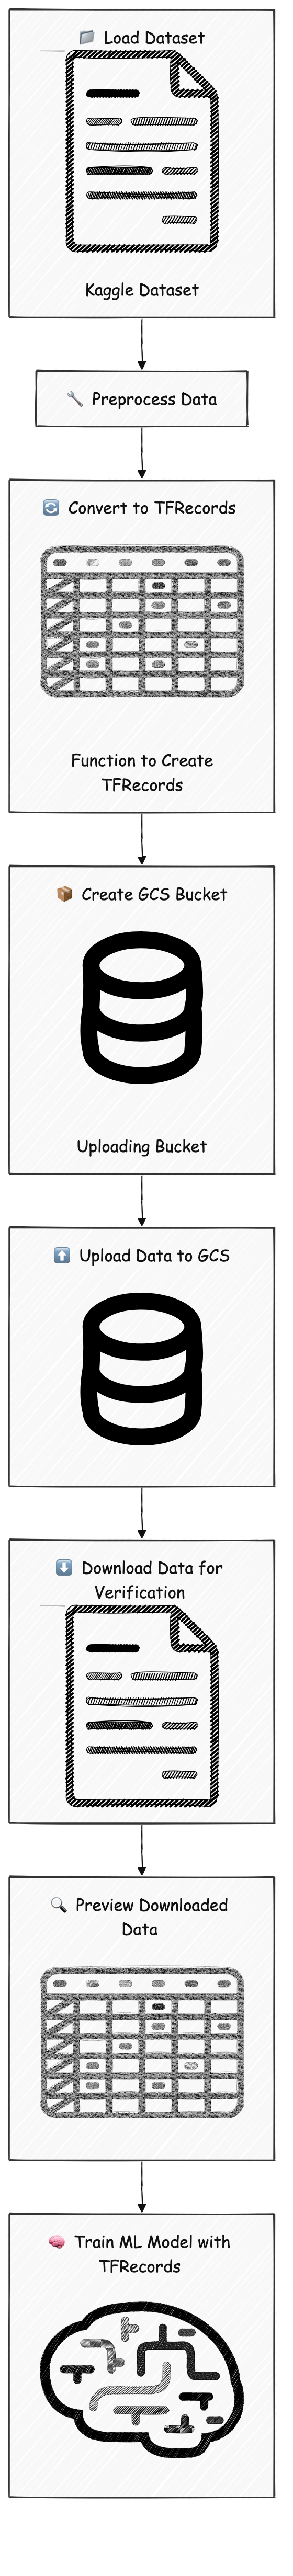 📁 Load Dataset
Kaggle Dataset
🔧 Preprocess Data
🔄 Convert to TFRecords
Function to Create
TFRecords
📦 Create GCS Bucket
Uploading Bucket
⬆️ Upload Data to GCS
⬇️ Download Data for
Verification
🔍 Preview Downloaded
Data
🧠 Train ML Model with
TFRecords